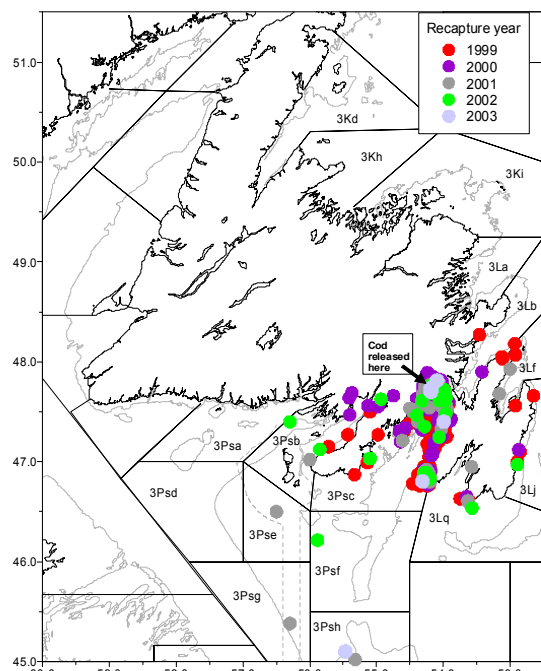 51.0
50.0
49.0
48.0
47.0
46.0
45.0
Recapture year
1999
2000
2001
2002
2003
3Kd
3Kh
3Ki
3La
3Lb
Cod
released
here
3Lf
3Psa
3Psb
3Psd
3Psc
3Lj
3Pse
3Lq
3Psf
3Psg
3Psh